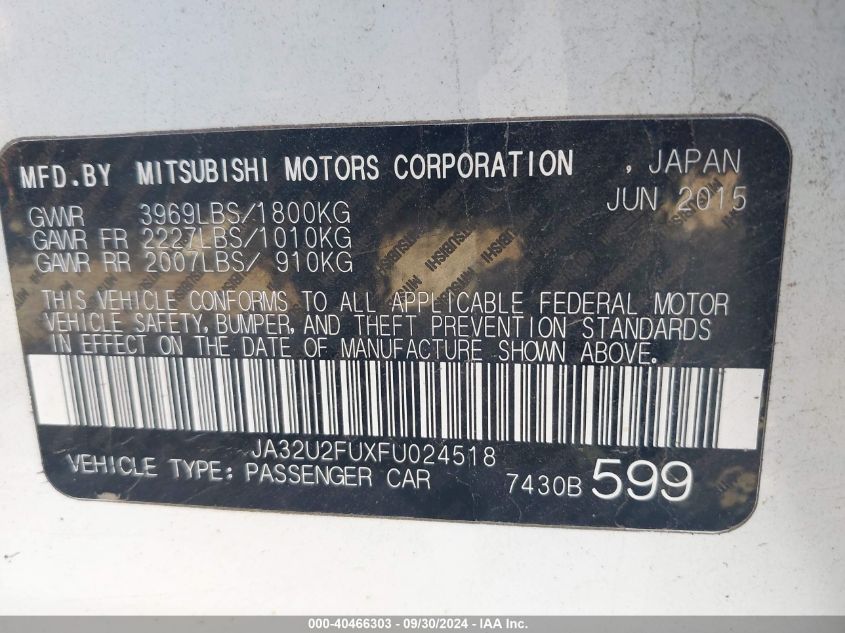 MFD.BY MITSUBISHI MOTORS CORPORATION , JAPAN
JUN 2015
GVWR 3969LBS/1800KG
GAWR FR 2227LBS/1010KG
GAWR RR 2007LBS/ 910KG
THIS VEHICLE CONFORMS TO ALL APPLICABLE FEDERAL MOTOR
VEHICLE SAFETY, BUMPER, AND THEFT PREVENTION STANDARDS
IN EFFECT ON THE DATE OF MANUFACTURE SHOWN ABOVE.
JA32U2FUXFU024518
VEHICLE TYPE: PASSENGER CAR 7430B 599
000-40466303 - 09/30/2024 - IAA Inc.